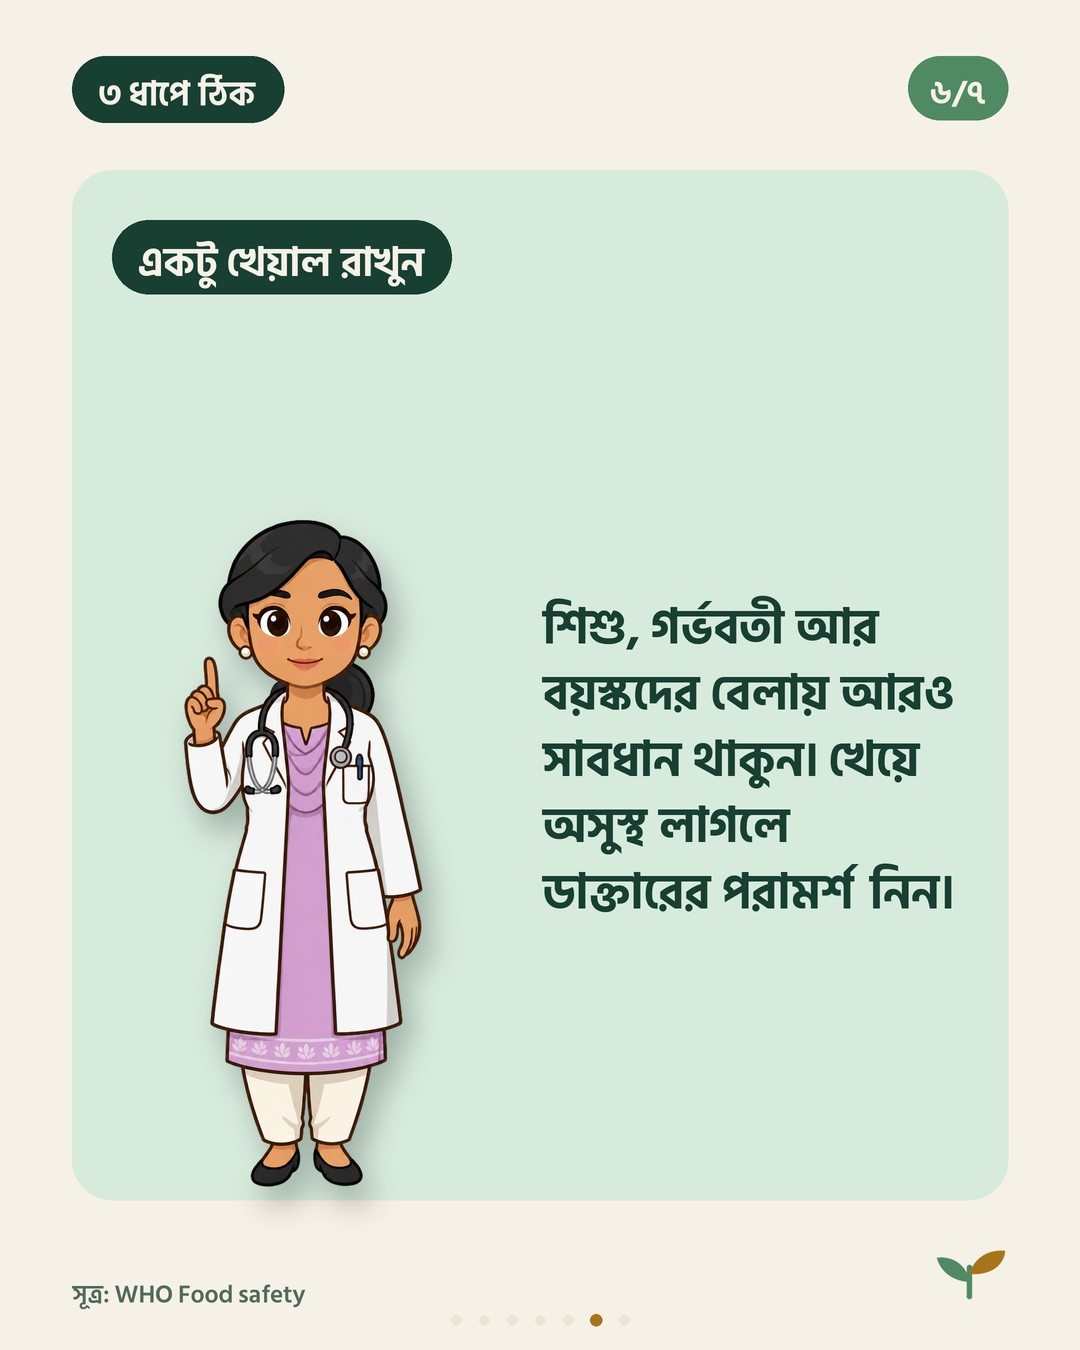 ৩ ধাপে ঠিক
৬/৭
একটু খেয়াল রাখুন
শিশু, গর্ভবতী আর
বয়স্কদের বেলায় আরও
সাবধান থাকুন। খেয়ে
অসুস্থ লাগলে
ডাক্তারের পরামর্শ নিন।
সূত্র: WHO Food safety